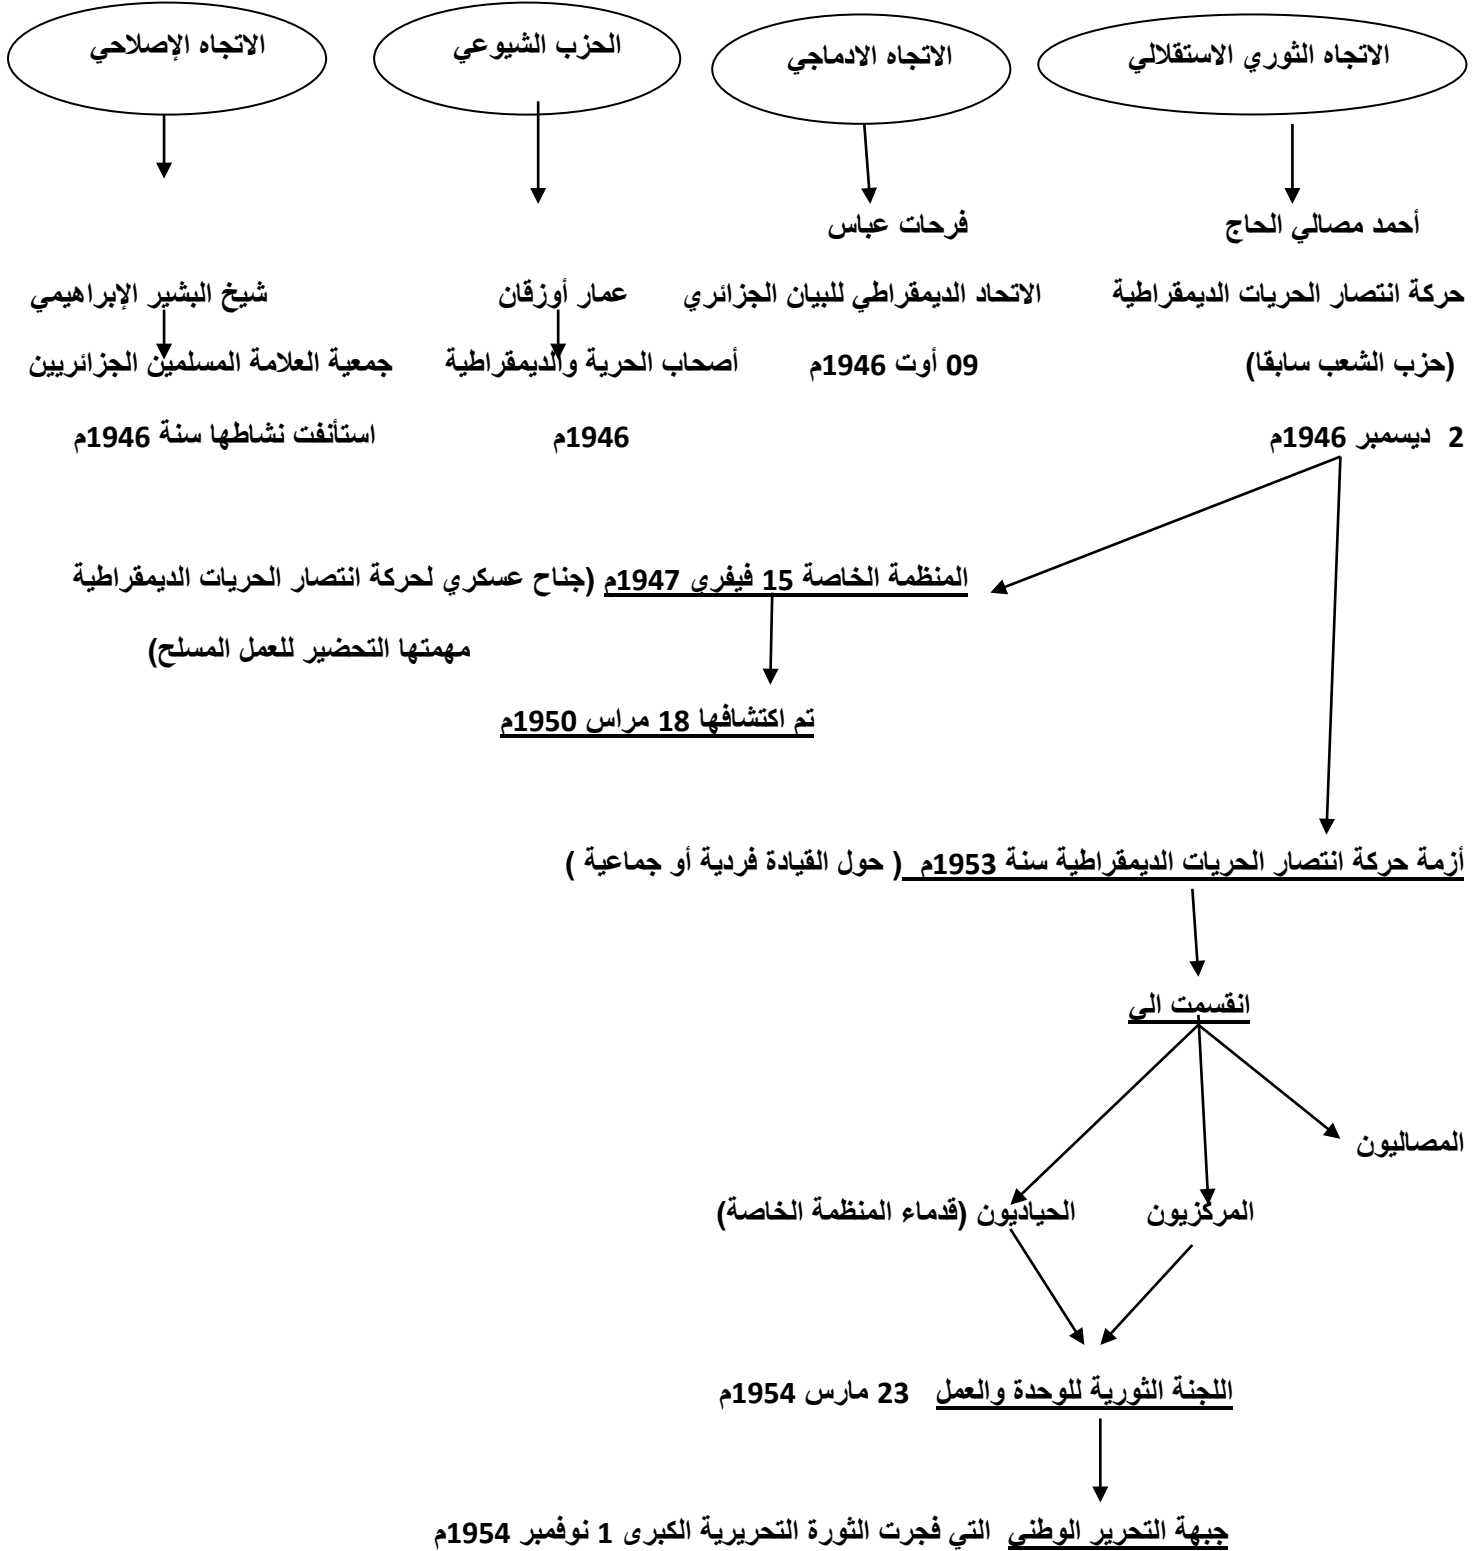 الاتجاه الثوري الاستقلالي
الاتجاه الادماجي
الحزب الشيوعي
الاتجاه الإصلاحي
أحمد مصالي الحاج
فرحات عباس
حركة انتصار الحريات الديمقراطية
الاتحاد الديمقراطي للبيان الجزائري
عمار أوزقان
شيخ البشير الإبراهيمي
(حزب الشعب سابقا)
09 أوت 1946م
أصحاب الحرية والديمقراطية
جمعية العلامة المسلمين الجزائريين
2 ديسمبر 1946م
1946م
استأنفت نشاطها سنة 1946م
المنظمة الخاصة 15 فيفري 1947م (جناح عسكري لحركة انتصار الحريات الديمقراطية
مهمتها التحضير للعمل المسلح)
تم اكتشافها 18 مراس 1950م
أزمة حركة انتصار الحريات الديمقراطية سنة 1953م ( حول القيادة فردية أو جماعية )
انقسمت الى
المصاليون
المركزيون
الحياديون (قدماء المنظمة الخاصة)
اللجنة الثورية للوحدة والعمل 23 مارس 1954م
جبهة التحرير الوطني التي فجرت الثورة التحريرية الكبرى 1 نوفمبر 1954م